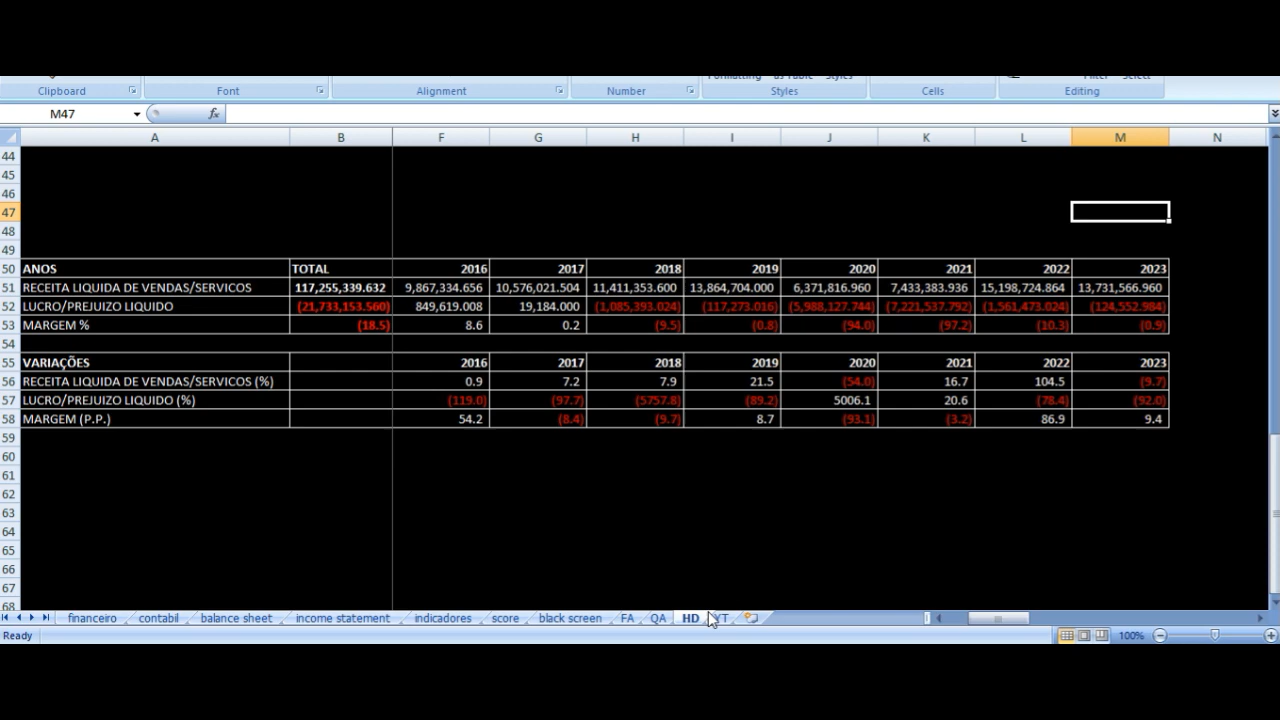 Clipboard Font Alignment Number Styles Cells Editing
M47 fx
A B F G H I J K L M N
44
45
46
47
48
49
50 ANOS TOTAL 2016 2017 2018 2019 2020 2021 2022 2023
51 RECEITA LIQUIDA DE VENDAS/SERVICOS 117,255,339.632 9,867,334.656 10,576,021.504 11,411,353.600 13,864,704.000 6,371,816.960 7,433,383.936 15,198,724.864 13,731,566.960
52 LUCRO/PREJUIZO LIQUIDO (21,733,153.560) 849,619.008 19,184.000 (1,085,393.024) (117,273.016) (5,988,127.744) (7,221,537.792) (1,561,473.024) (124,552.984)
53 MARGEM % (18.5) 8.6 0.2 (9.5) (0.8) (94.0) (97.2) (10.3) (0.9)
54
55 VARIAÇÕES 2016 2017 2018 2019 2020 2021 2022 2023
56 RECEITA LIQUIDA DE VENDAS/SERVICOS (%) 0.9 7.2 7.9 21.5 (54.0) 16.7 104.5 (9.7)
57 LUCRO/PREJUIZO LIQUIDO (%) (119.0) (97.7) (5757.8) (89.2) 5006.1 20.6 (78.4) (92.0)
58 MARGEM (P.P.) 54.2 (8.4) (9.7) 8.7 (93.1) (3.2) 86.9 9.4
59
60
61
62
63
64
65
66
67
68
financeiro contabil balance sheet income statement indicadores score black screen FA QA HD YT
Ready 100%